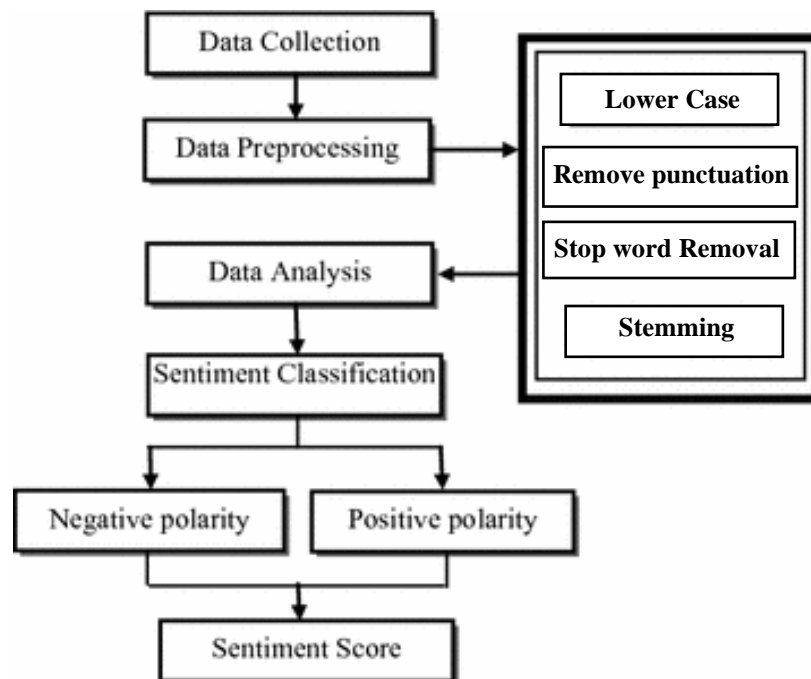 Data Collection
Data Preprocessing
Lower Case
Remove punctuation
Stop word Removal
Stemming
Data Analysis
Sentiment Classification
Negative polarity
Positive polarity
Sentiment Score